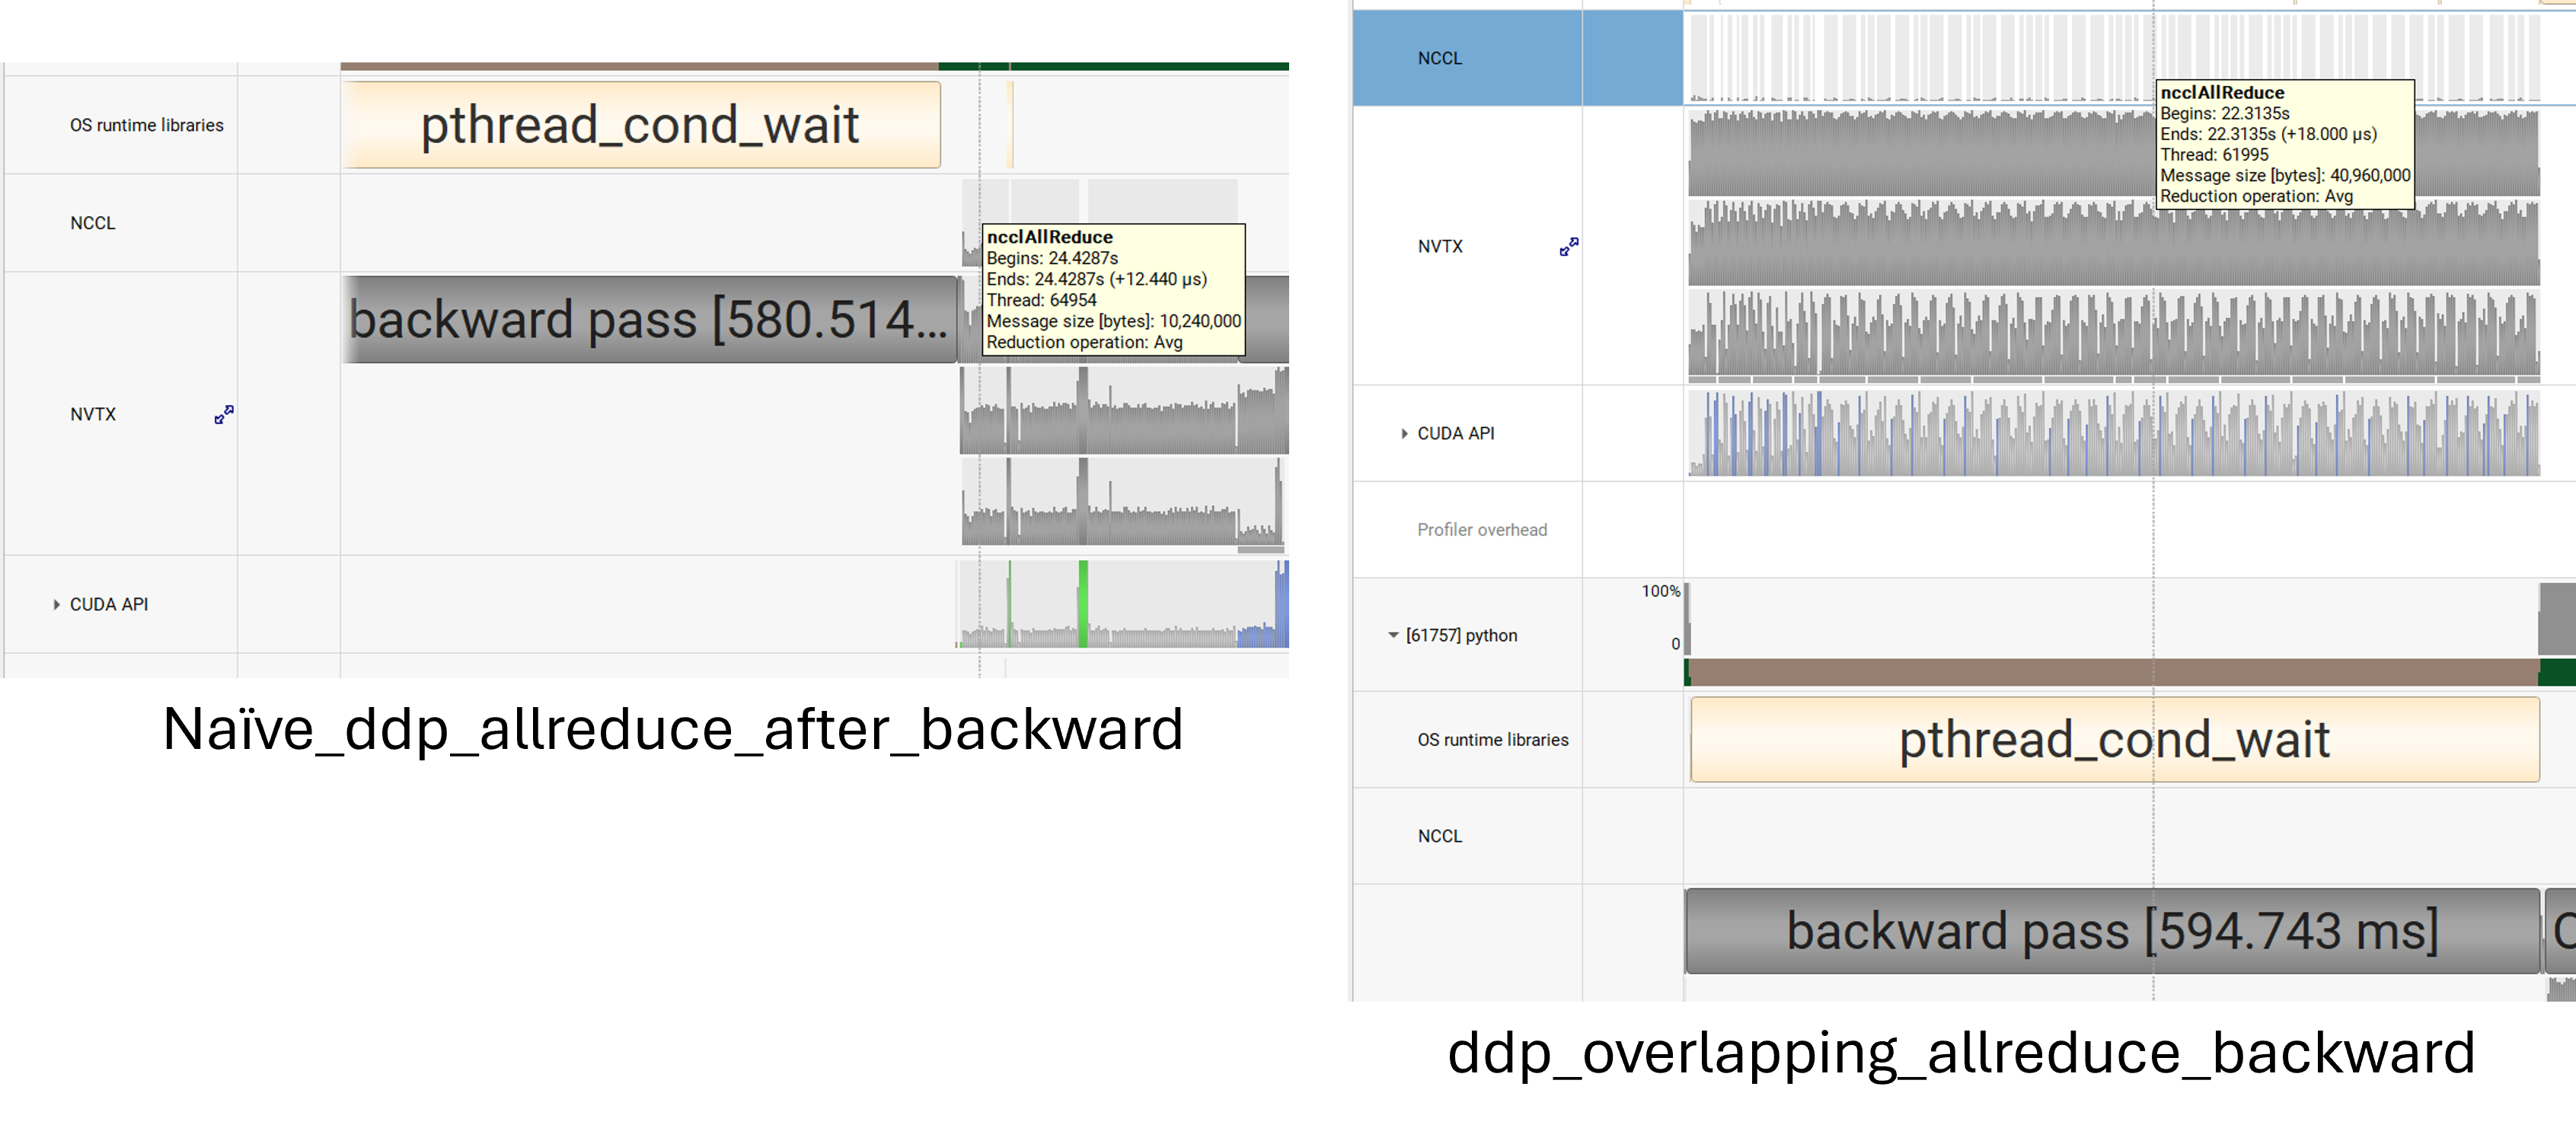 OS runtime libraries
pthread_cond_wait
NCCL
ncclAllReduce
Begins: 24.4287s
Ends: 24.4287s (+12.440 µs)
Thread: 64954
Message size [bytes]: 10,240,000
Reduction operation: Avg
backward pass [580.514...
NVTX
CUDA API
Naïve_ddp_allreduce_after_backward
NCCL
ncclAllReduce
Begins: 22.3135s
Ends: 22.3135s (+18.000 µs)
Thread: 61995
Message size [bytes]: 40,960,000
Reduction operation: Avg
NVTX
CUDA API
Profiler overhead
100%
[61757] python
0
OS runtime libraries
pthread_cond_wait
NCCL
backward pass [594.743 ms]
ddp_overlapping_allreduce_backward